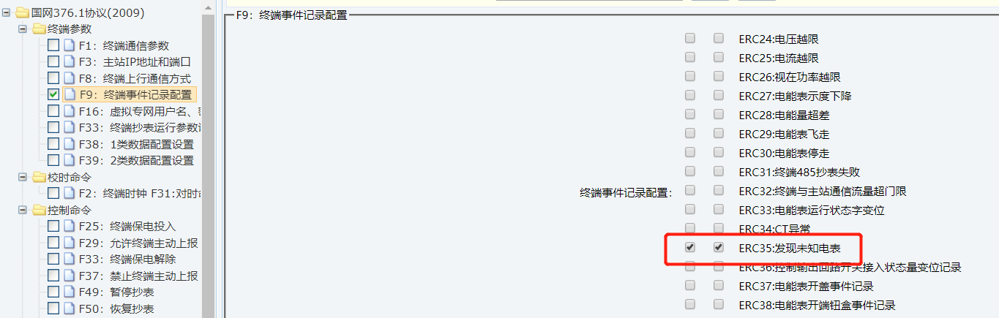 国网376.1协议(2009)
终端参数
F1：终端通信参数
F3：主站IP地址和端口
F8：终端上行通信方式
F9：终端事件记录配置
F16：虚拟专网用户名、
F33：终端抄表运行参数
F38：1类数据配置设置
F39：2类数据配置设置
校时命令
F2：终端时钟 F31:对时
控制命令
F25：终端保电投入
F29：允许终端主动上报
F33：终端保电解除
F37：禁止终端主动上报
F49：暂停抄表
F50：恢复抄表
F9：终端事件记录配置
终端事件记录配置：
ERC24:电压越限
ERC25:电流越限
ERC26:视在功率越限
ERC27:电能表示度下降
ERC28:电能量超差
ERC29:电能表飞走
ERC30:电能表停走
ERC31:终端485抄表失败
ERC32:终端与主站通信流量超门限
ERC33:电能表运行状态字变位
ERC34:CT异常
ERC35:发现未知电表
ERC36:控制输出回路开关接入状态量变位记录
ERC37:电能表开盖事件记录
ERC38:电能表开端钮盒事件记录